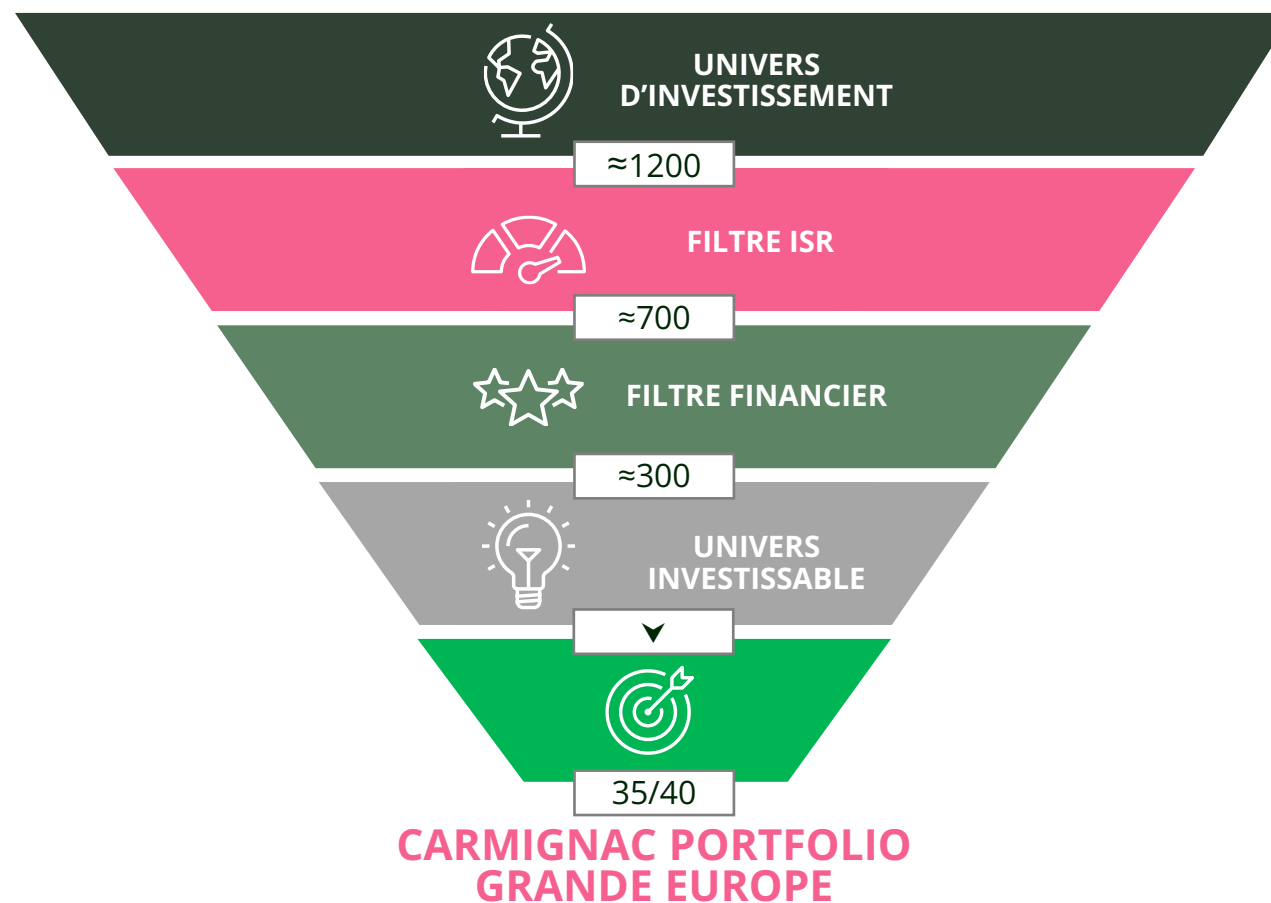 UNIVERS
D’INVESTISSEMENT
≈1200
FILTRE ISR
≈700
FILTRE FINANCIER
≈300
UNIVERS
INVESTISSABLE
35/40
CARMIGNAC PORTFOLIO
GRANDE EUROPE